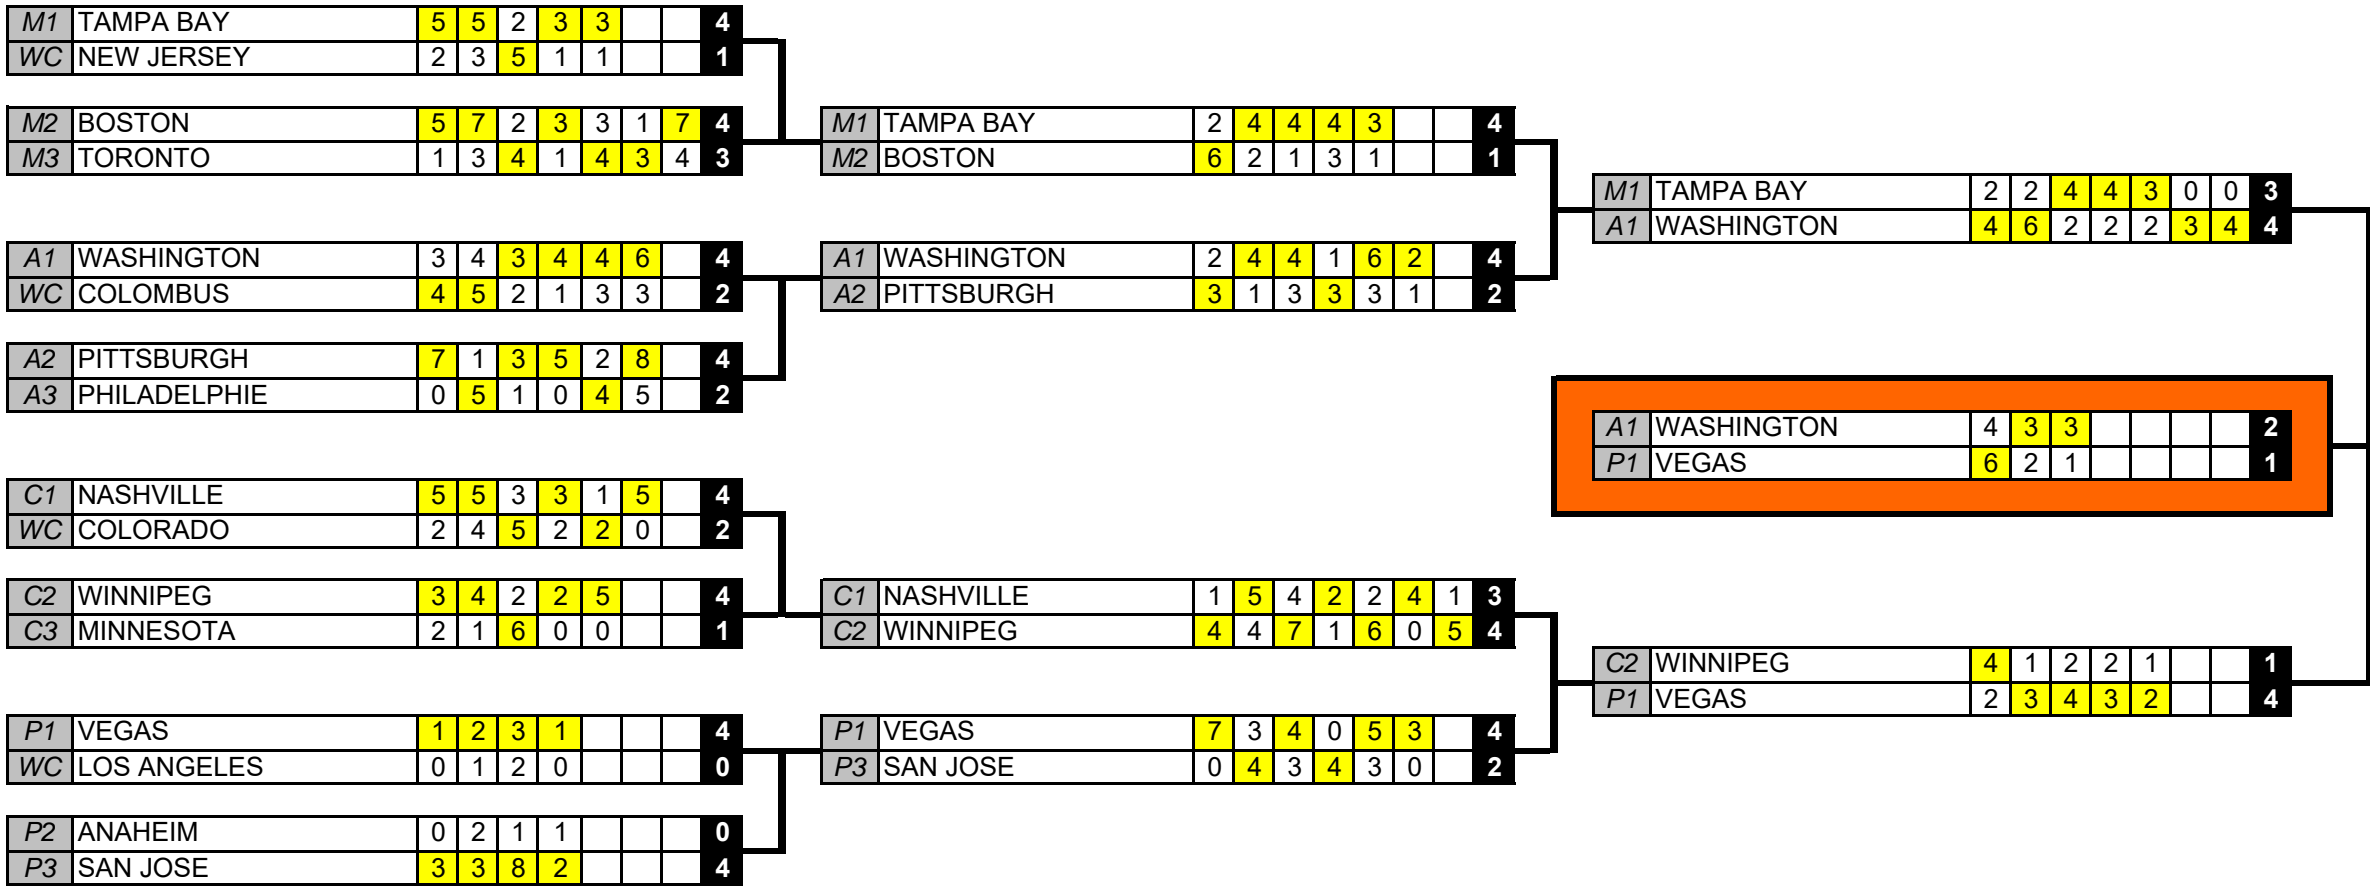 M1 TAMPA BAY 5 5 2 3 3 4
WC NEW JERSEY 2 3 5 1 1 1
M2 BOSTON 5 7 2 3 3 1 7 4
M3 TORONTO 1 3 4 1 4 3 4 3
A1 WASHINGTON 3 4 3 4 4 6 4
WC COLOMBUS 4 5 2 1 3 3 2
A2 PITTSBURGH 7 1 3 5 2 8 4
A3 PHILADELPHIE 0 5 1 0 4 5 2
C1 NASHVILLE 5 5 3 3 1 5 4
WC COLORADO 2 4 5 2 2 0 2
C2 WINNIPEG 3 4 2 2 5 4
C3 MINNESOTA 2 1 6 0 0 1
P1 VEGAS 1 2 3 1 4
WC LOS ANGELES 0 1 2 0 0
P2 ANAHEIM 0 2 1 1 0
P3 SAN JOSE 3 3 8 2 4
M1 TAMPA BAY 2 4 4 4 3 4
M2 BOSTON 6 2 1 3 1 1
A1 WASHINGTON 2 4 4 1 6 2 4
A2 PITTSBURGH 3 1 3 3 3 1 2
C1 NASHVILLE 1 5 4 2 2 4 1 3
C2 WINNIPEG 4 4 7 1 6 0 5 4
P1 VEGAS 7 3 4 0 5 3 4
P3 SAN JOSE 0 4 3 4 3 0 2
M1 TAMPA BAY 2 2 4 4 3 0 0 3
A1 WASHINGTON 4 6 2 2 2 3 4 4
A1 WASHINGTON 4 3 3 2
P1 VEGAS 6 2 1 1
C2 WINNIPEG 4 1 2 2 1 1
P1 VEGAS 2 3 4 3 2 4